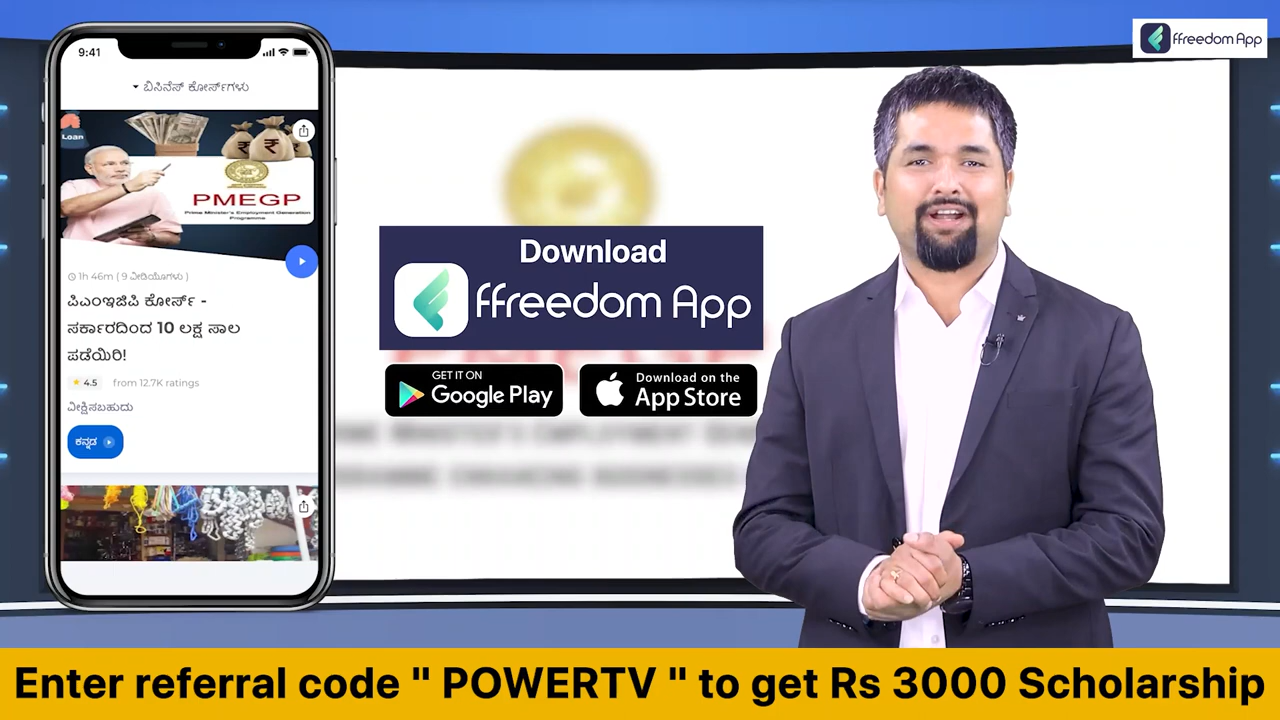 9:41
ಬಿಸಿನೆಸ್ ಕೋರ್ಸ್‌ಗಳು
Loan
PMEGP
Prime Minister's Employment Generation
Programme
1h 46m ( 9 ವೀಡಿಯೊಗಳು )
ಪಿಎಂಇಜಿಪಿ ಕೋರ್ಸ್ -
ಸರ್ಕಾರದಿಂದ 10 ಲಕ್ಷ ಸಾಲ
ಪಡೆಯಿರಿ!
4.5 from 12.7K ratings
ವೀಕ್ಷಿಸಬಹುದು
ಕನ್ನಡ
Download
ffreedom App
GET IT ON
Google Play
Download on the
App Store
ffreedom App
Enter referral code " POWERTV " to get Rs 3000 Scholarship